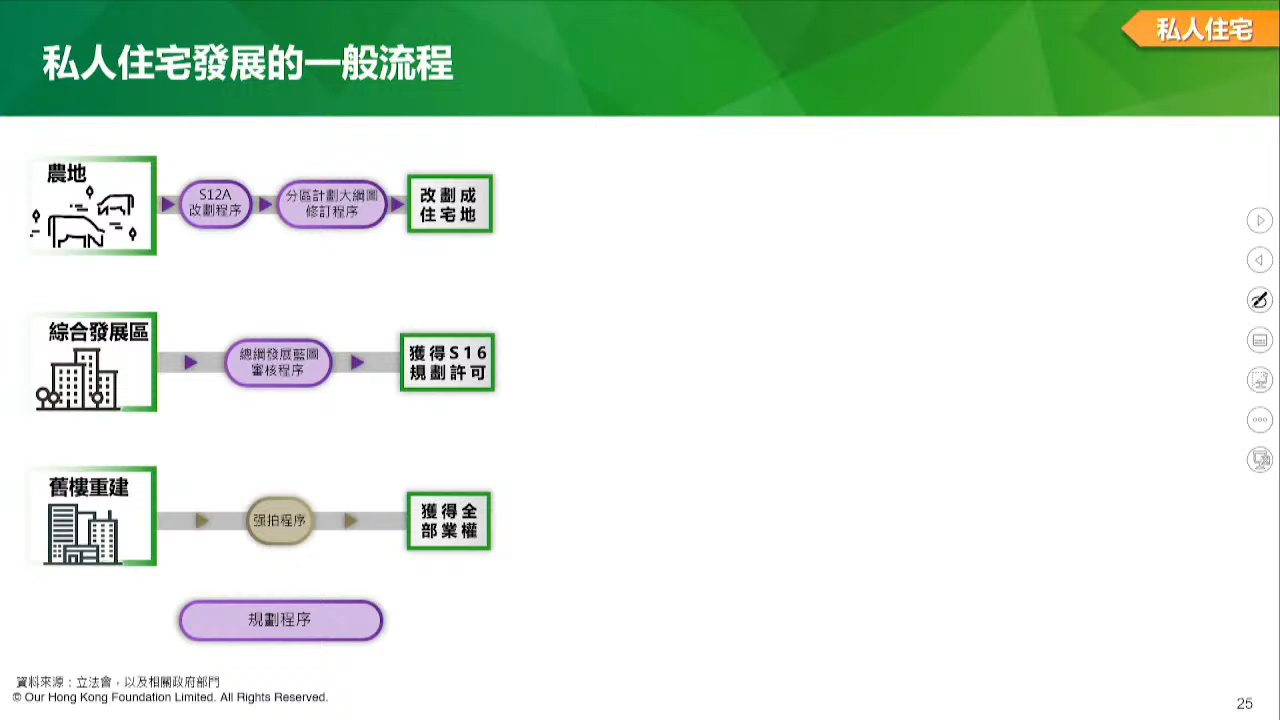 私人住宅
私人住宅發展的一般流程
農地
S12A
改劃程序
分區計劃大綱圖
修訂程序
改劃成
住宅地
綜合發展區
總綱發展藍圖
審核程序
獲得S16
規劃許可
舊樓重建
强拍程序
獲得全
部業權
規劃程序
資料來源：立法會，以及相關政府部門
© Our Hong Kong Foundation Limited. All Rights Reserved.
25